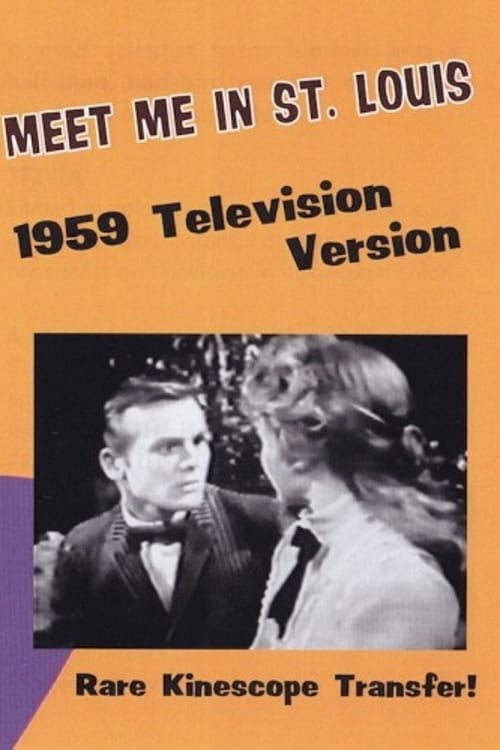 MEET ME IN ST. LOUIS
1959 Television
Version
Rare Kinescope Transfer!